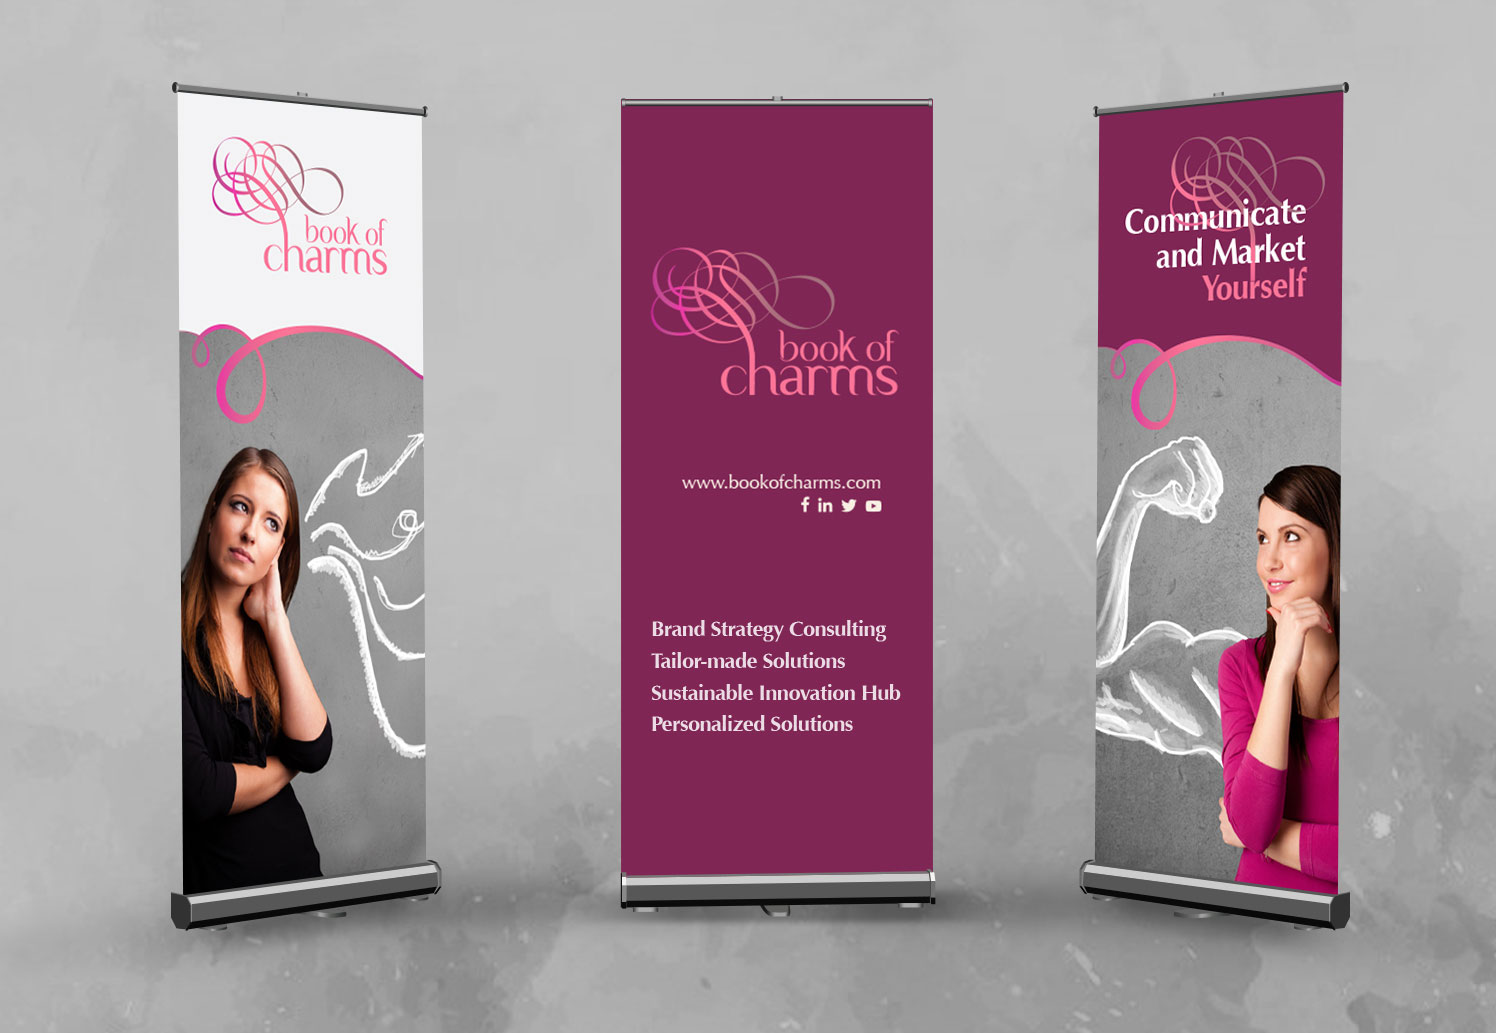 book of
charms
book of
charms
www.bookofcharms.com
f in
Brand Strategy Consulting
Tailor-made Solutions
Sustainable Innovation Hub
Personalized Solutions
Communicate
and Market
Yourself